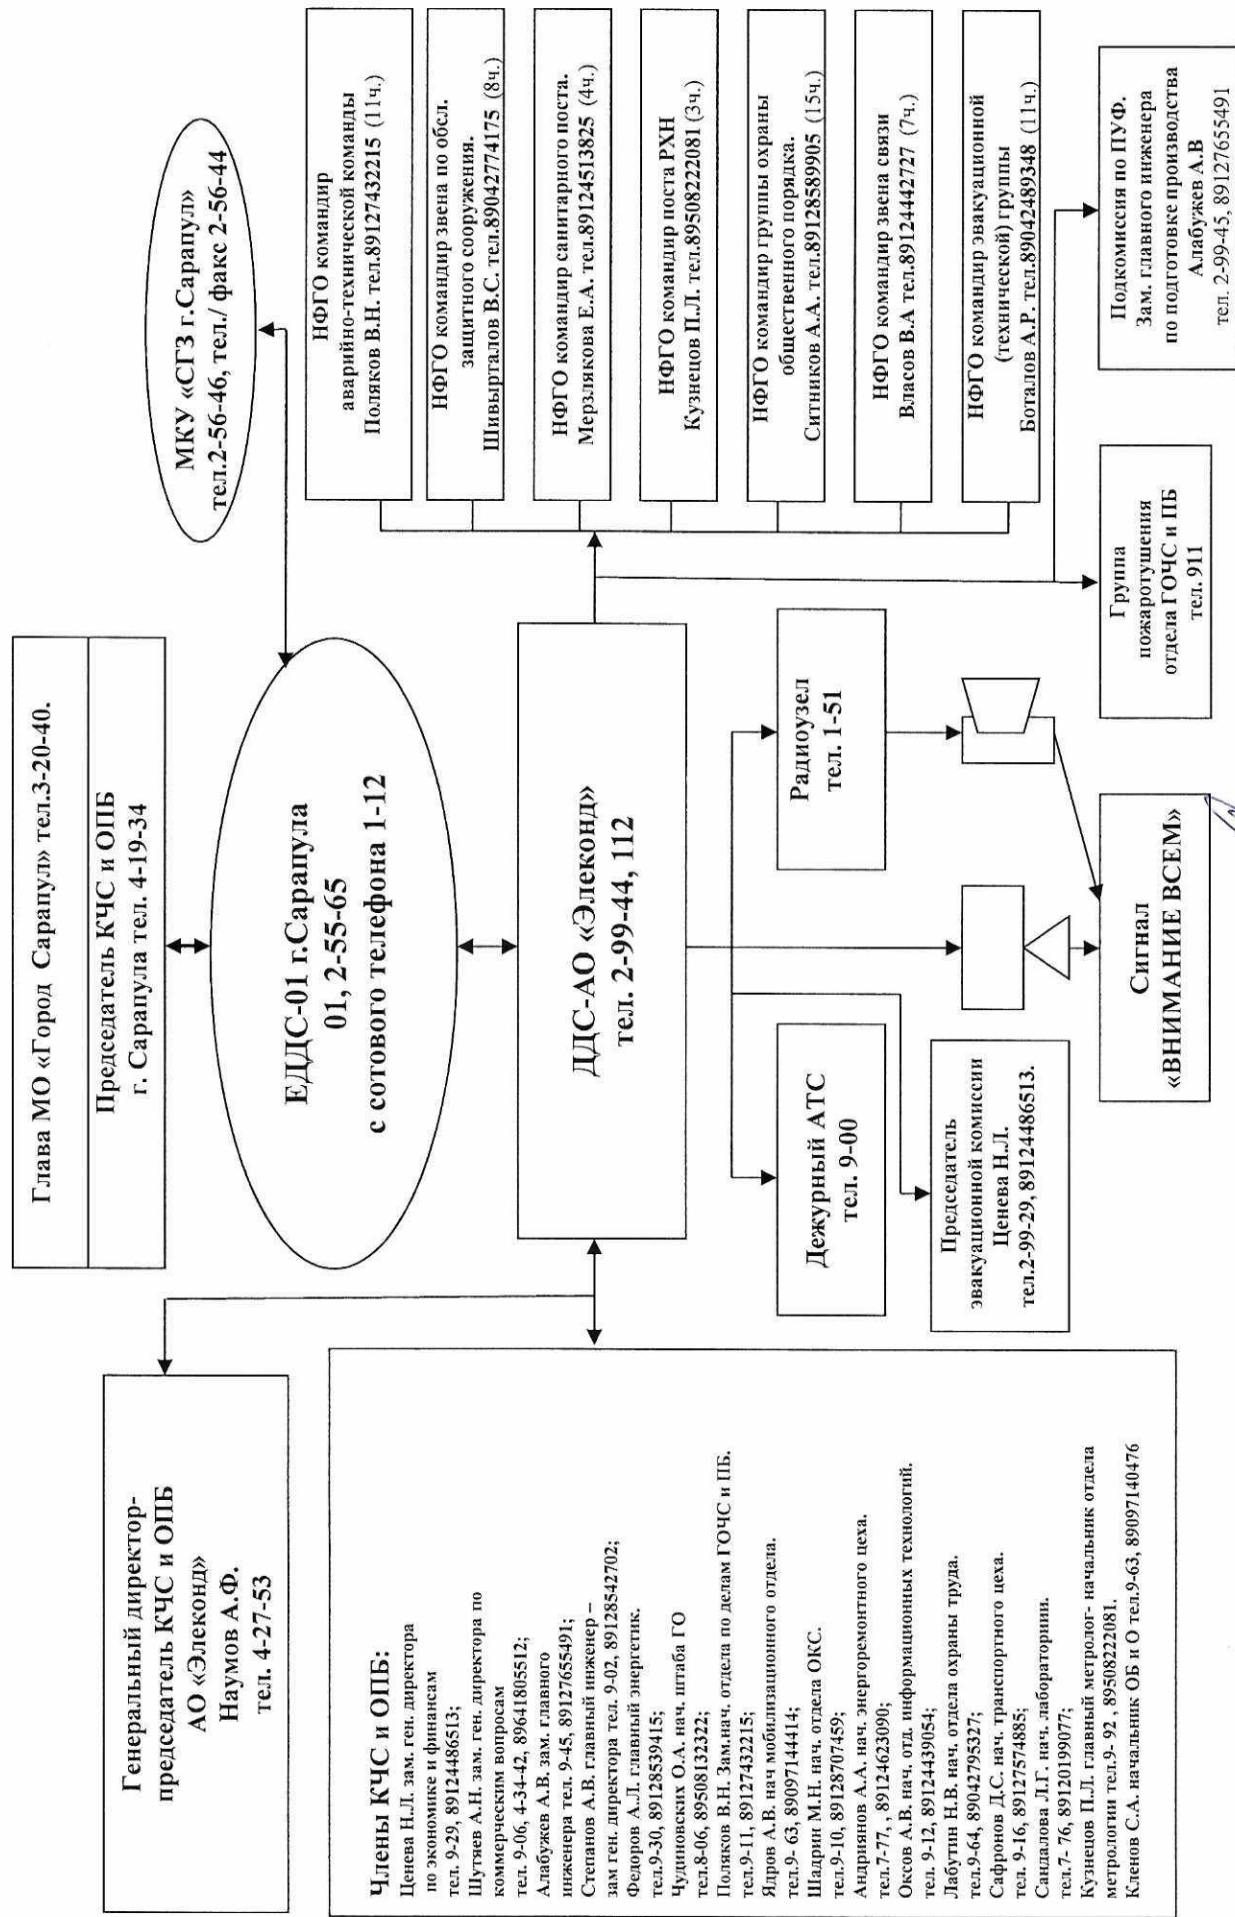 Глава МО «Город Сарапул» тел.3-20-40.
Председатель КЧС и ОПБ
г. Сарапула тел. 4-19-34
МКУ «СГЗ г.Сарапул»
тел.2-56-46, тел./ факс 2-56-44
ЕДДС-01 г.Сарапула
01, 2-55-65
с сотового телефона 1-12
Генеральный директор-
председатель КЧС и ОПБ
АО «Элеконд»
Наумов А.Ф.
тел. 4-27-53
ДДС-АО «Элеконд»
тел. 2-99-44, 112
Члены КЧС и ОПБ:
Ценева Н.Л. зам. ген. директора
по экономике и финансам
тел. 9-29, 89124486513;
Шутяев А.Н. зам. ген. директора по
коммерческим вопросам
тел. 9-06, 4-34-42, 89641805512;
Алабужев А.В. зам. главного
инженера тел. 9-45, 89127655491;
Степанов А.В. главный инженер –
зам ген. директора тел. 9-02, 89128542702;
Федоров А.Л. главный энергетик.
тел.9-30, 89128539415;
Чудиновских О.А. нач. штаба ГО
тел.8-06, 89508132322;
Поляков В.Н. Зам.нач. отдела по делам ГОЧС и ПБ.
тел.9-11, 89127432215;
Ядров А.В. нач мобилизационного отдела.
тел.9- 63, 89097144414;
Шадрин М.Н. нач. отдела ОКС.
тел.9-10, 89128707459;
Андриянов А.А. нач. энергоремонтного цеха.
тел.7-77, , 89124623090;
Оксов А.В. нач. отд. информационных технологий.
тел. 9-12, 89124439054;
Лабутин Н.В. нач. отдела охраны труда.
тел.9-64, 89042795327;
Сафронов Д.С. нач. транспортного цеха.
тел. 9-16, 89127574885;
Сандалова Л.Г. нач. лабораториии.
тел.7- 76, 89120199077;
Кузнецов П.Л. главный метролог- начальник отдела
метрологии тел.9- 92 , 89508222081.
Кленов С.А. начальник ОБ и О тел.9-63, 89097140476
Дежурный АТС
тел. 9-00
Радиоузел
тел. 1-51
Председатель
эвакуационной комиссии
Ценева Н.Л.
тел.2-99-29, 89124486513.
Сигнал
«ВНИМАНИЕ ВСЕМ»
НФГО командир
аварийно-технической команды
Поляков В.Н. тел.89127432215 (11ч.)
НФГО командир звена по обсл.
защитного сооружения.
Шивырталов В.С. тел.89042774175 (8ч.)
НФГО командир санитарного поста.
Мерзлякова Е.А. тел.89124513825 (4ч.)
НФГО командир поста РХН
Кузнецов П.Л. тел.89508222081 (3ч.)
НФГО командир группы охраны
общественного порядка.
Ситников А.А. тел.89128589905 (15ч.)
НФГО командир звена связи
Власов В.А тел.89124442727 (7ч.)
НФГО командир эвакуационной
(технической) группы
Боталов А.Р. тел.89042489348 (11ч.)
Группа
пожаротушения
отдела ГОЧС и ПБ
тел. 911
Подкомиссия по ПУФ.
Зам. главного инженера
по подготовке производства
Алабужев А.В
тел. 2-99-45, 89127655491